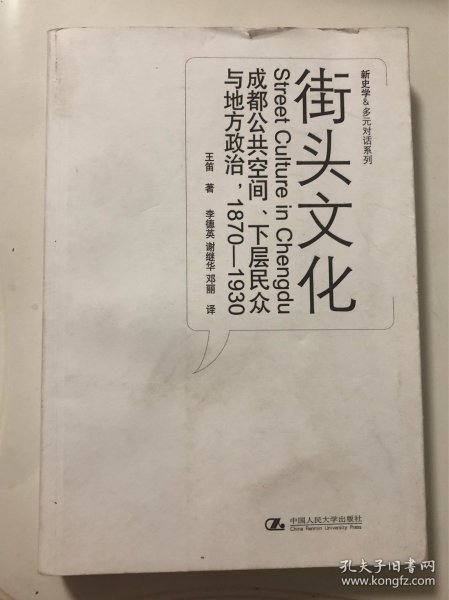 新史学&多元对话系列
街头文化
Street Culture in Chengdu
成都公共空间、下层民众
与地方政治，1870—1930
王笛 著 李德英 谢继华 邓丽 译
中国人民大学出版社
China Renmin University Press
孔夫子旧书网
www.kongfz.com